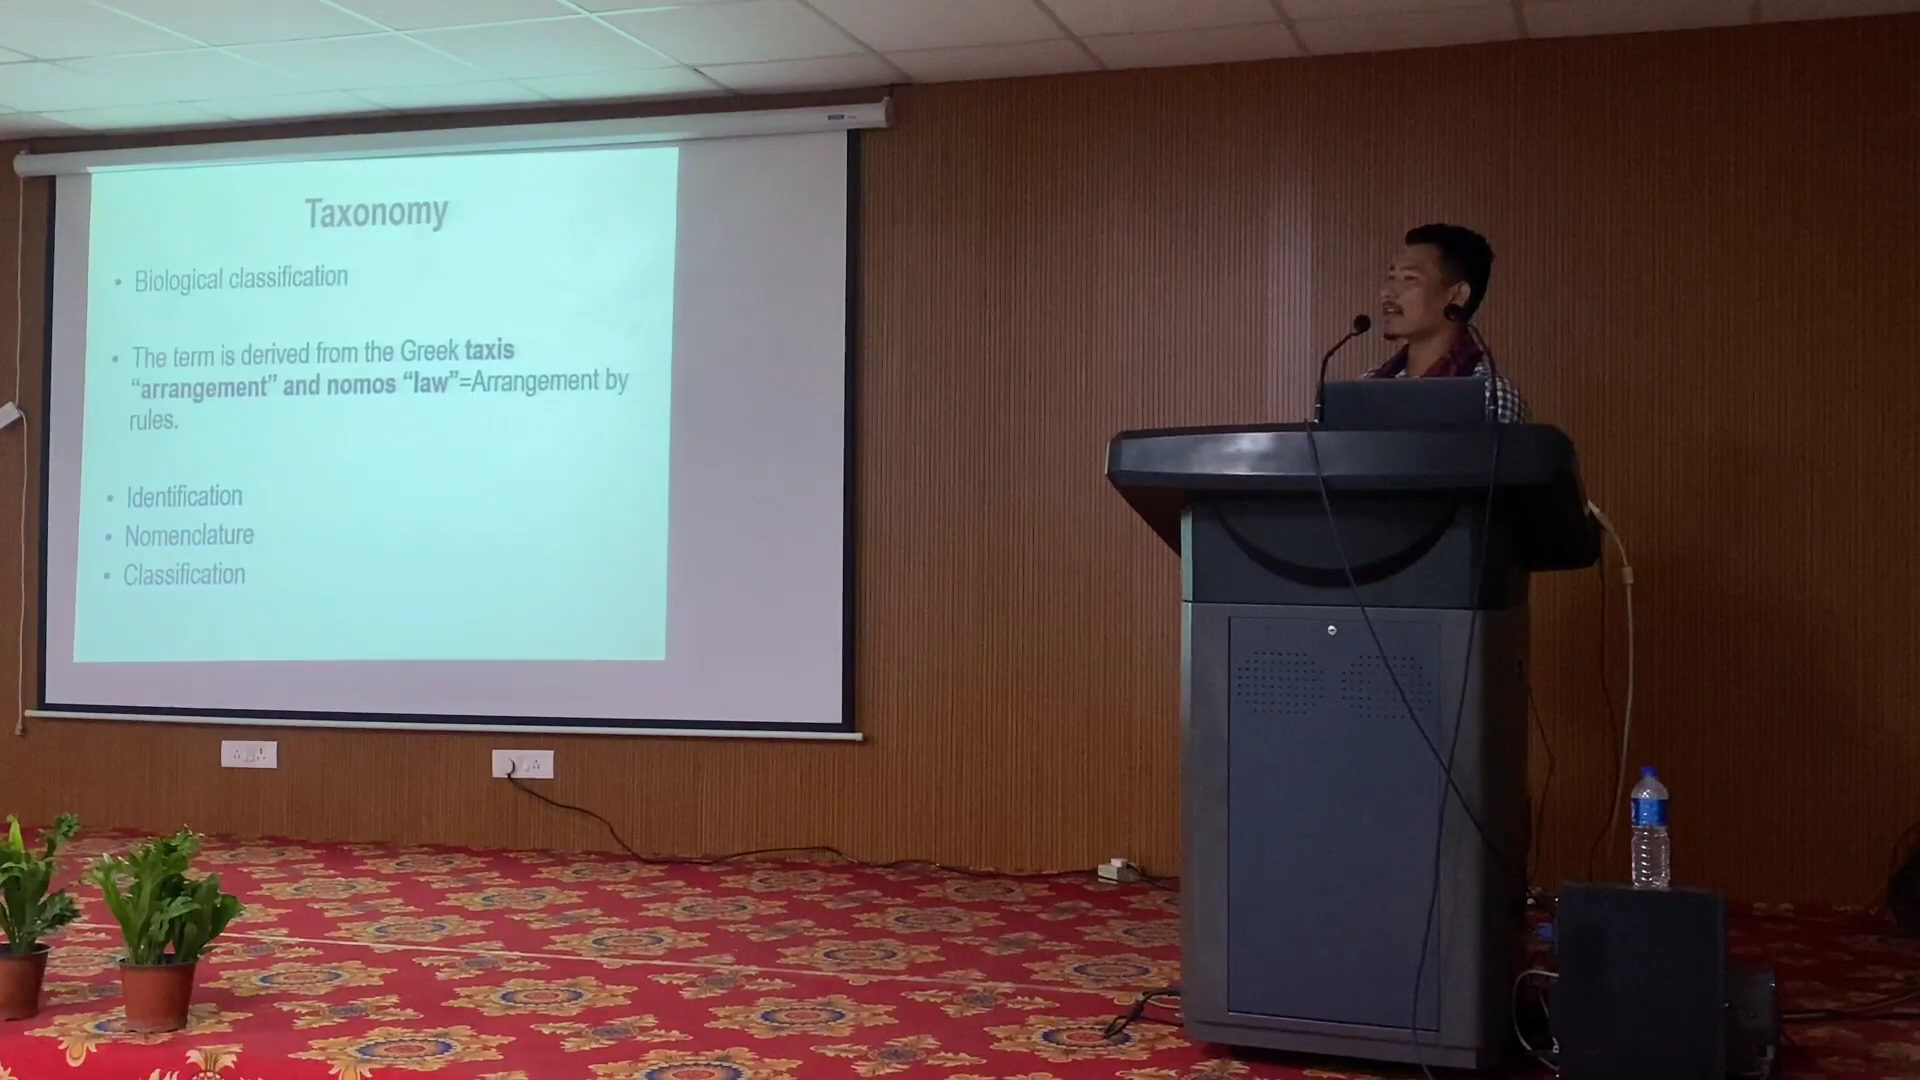 Taxonomy
• Biological classification
• The term is derived from the Greek taxis
“arrangement” and nomos “law”=Arrangement by
rules.
• Identification
• Nomenclature
• Classification